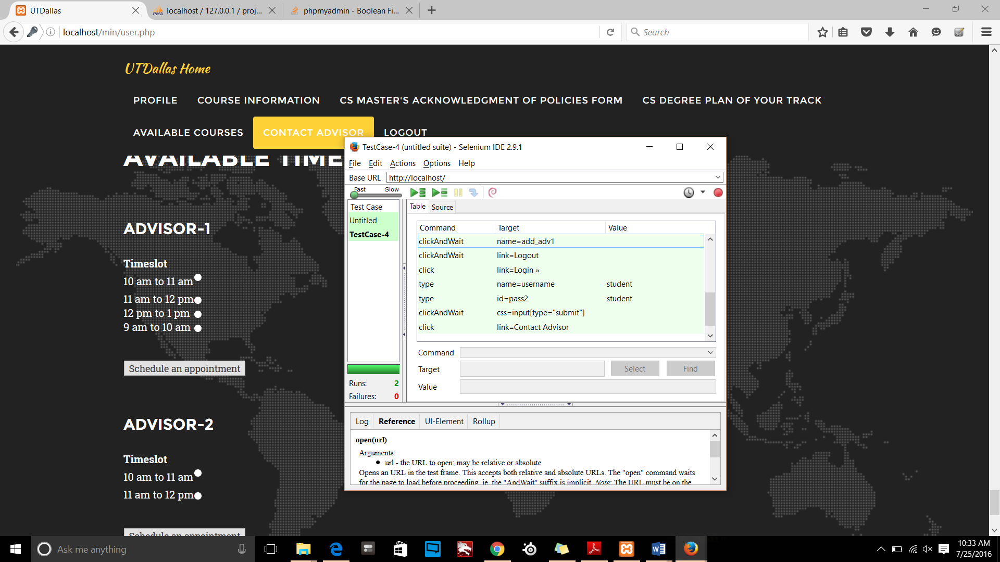 UTDallas
localhost / 127.0.0.1 / proj...
phpmyadmin - Boolean Fi...
localhost/min/user.php
Search
UTDallas Home
PROFILE COURSE INFORMATION CS MASTER'S ACKNOWLEDGMENT OF POLICIES FORM CS DEGREE PLAN OF YOUR TRACK
AVAILABLE COURSES CONTACT ADVISOR LOGOUT
AVAILABLE TIME
ADVISOR-1
Timeslot
10 am to 11 am
11 am to 12 pm
12 pm to 1 pm
9 am to 10 am
Schedule an appointment
ADVISOR-2
Timeslot
10 am to 11 am
11 am to 12 pm
Schedule an appointment
TestCase-4 (untitled suite) - Selenium IDE 2.9.1
File Edit Actions Options Help
Base URL http://localhost/
Fast Slow
Test Case
Untitled
TestCase-4
Runs: 2
Failures: 0
Table Source
Command Target Value
clickAndWait name=add_adv1
clickAndWait link=Logout
click link=Login »
type name=username student
type id=pass2 student
clickAndWait css=input[type="submit"]
click link=Contact Advisor
Command
Target Select Find
Value
Log Reference UI-Element Rollup
open(url)
Arguments:
● url - the URL to open; may be relative or absolute
Opens an URL in the test frame. This accepts both relative and absolute URLs. The "open" command waits
for the page to load before proceeding, ie. the "AndWait" suffix is implicit. Note: The URL must be on the
Ask me anything
10:33 AM
7/25/2016